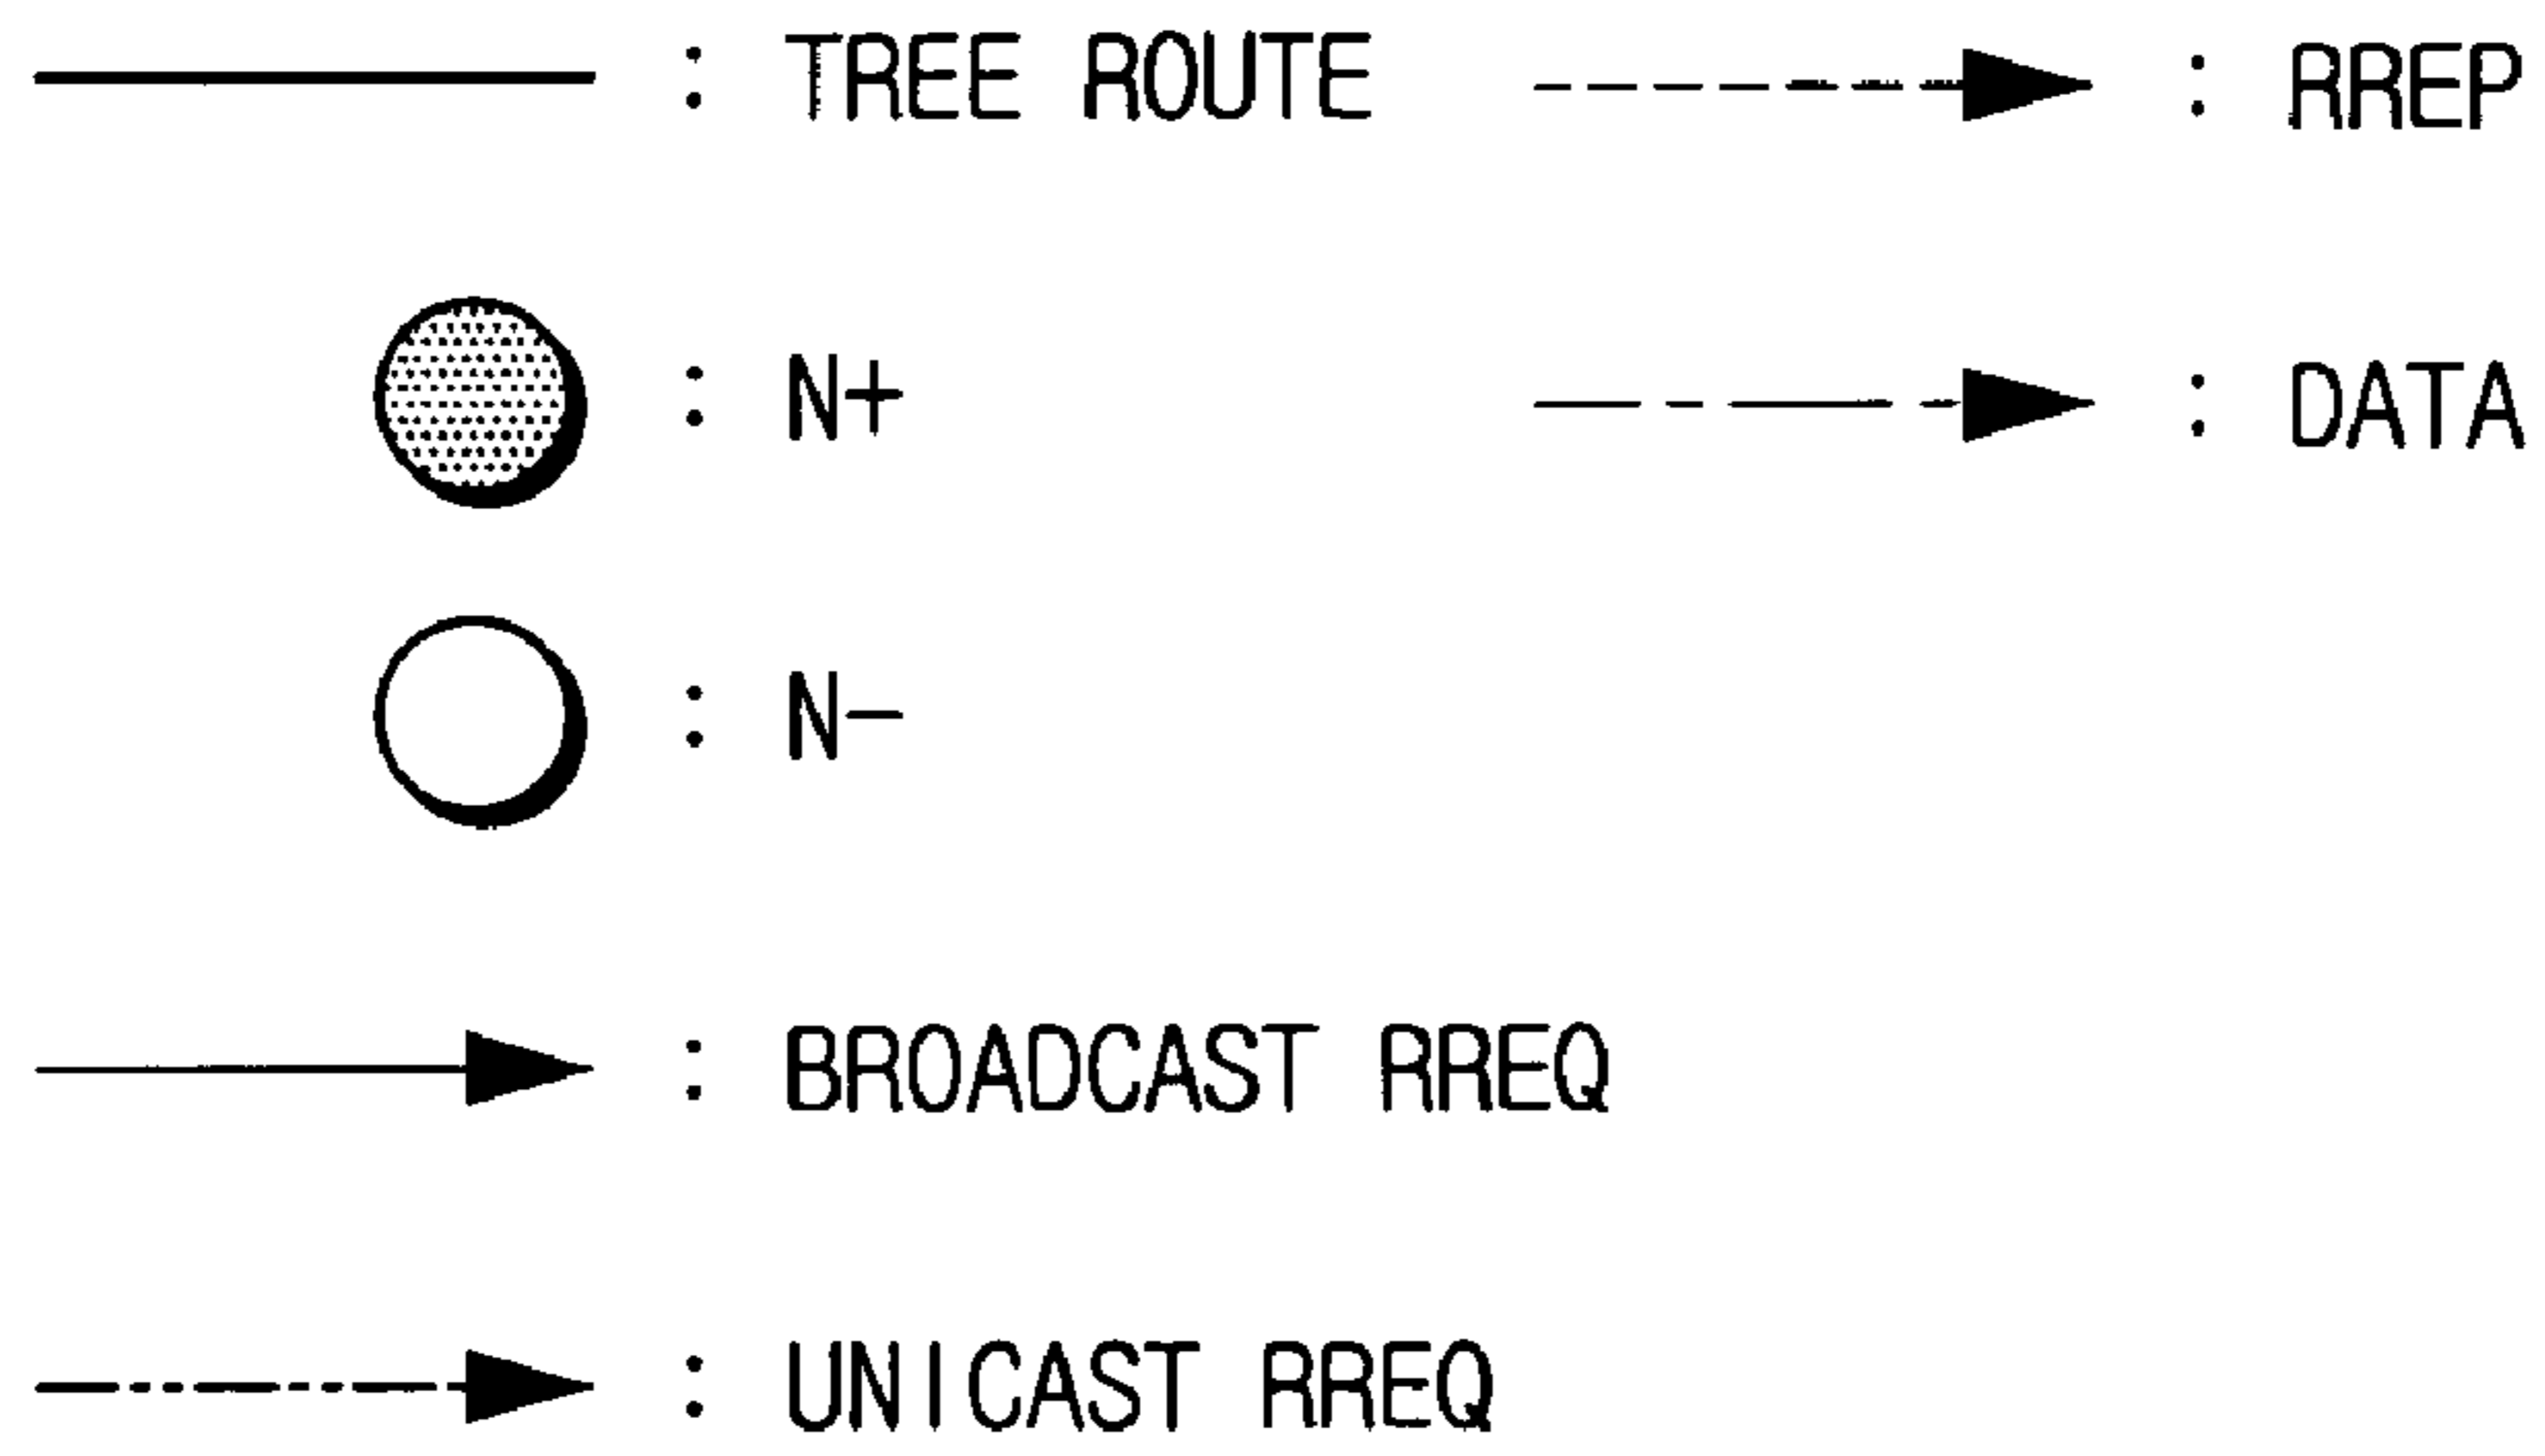 : TREE ROUTE
: RREP
: N+
: DATA
: N-
: BROADCAST RREQ
: UNICAST RREQ